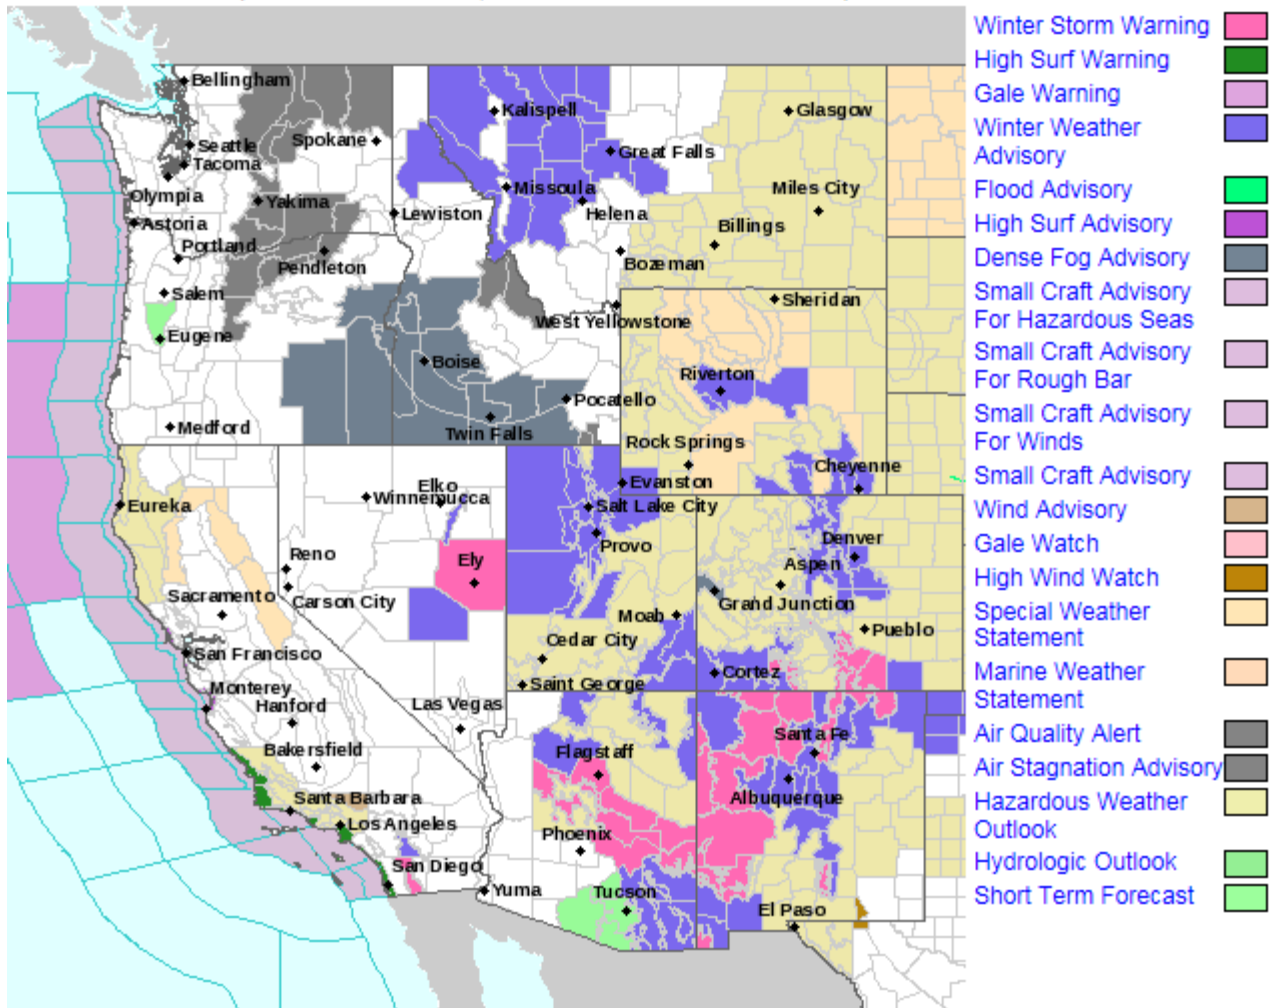 Bellingham
Seattle
Tacoma
Olympia
Astoria
Portland
Salem
Eugene
Medford
Spokane
Yakima
Pendleton
Lewiston
Kalispell
Great Falls
Missoula
Helena
Bozeman
West Yellowstone
Glasgow
Miles City
Billings
Sheridan
Boise
Pocatello
Twin Falls
Riverton
Rock Springs
Evanston
Cheyenne
Eureka
Elko
Winnemucca
Reno
Carson City
Ely
Sacramento
San Francisco
Monterey
Hanford
Bakersfield
Las Vegas
Santa Barbara
Los Angeles
San Diego
Salt Lake City
Provo
Moab
Cedar City
Saint George
Denver
Aspen
Grand Junction
Pueblo
Cortez
Flagstaff
Phoenix
Yuma
Tucson
Santa Fe
Albuquerque
El Paso
Winter Storm Warning
High Surf Warning
Gale Warning
Winter Weather
Advisory
Flood Advisory
High Surf Advisory
Dense Fog Advisory
Small Craft Advisory
For Hazardous Seas
Small Craft Advisory
For Rough Bar
Small Craft Advisory
For Winds
Small Craft Advisory
Wind Advisory
Gale Watch
High Wind Watch
Special Weather
Statement
Marine Weather
Statement
Air Quality Alert
Air Stagnation Advisory
Hazardous Weather
Outlook
Hydrologic Outlook
Short Term Forecast